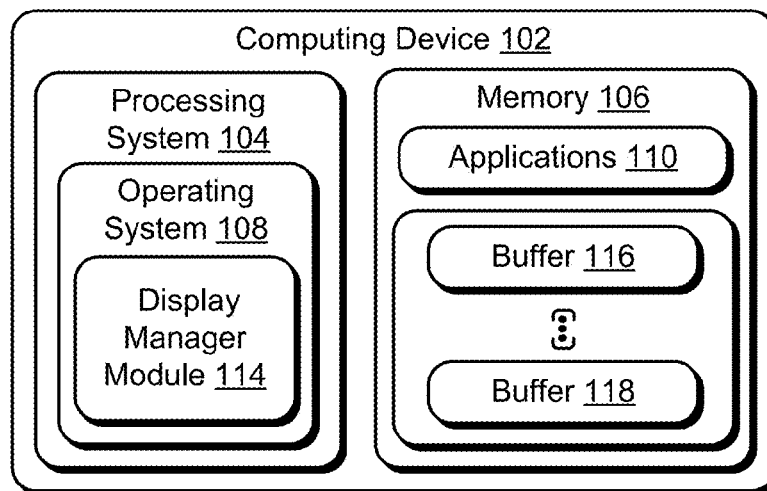 Computing Device 102
Processing
System 104
Operating
System 108
Display
Manager
Module 114
Memory 106
Applications 110
Buffer 116
Buffer 118